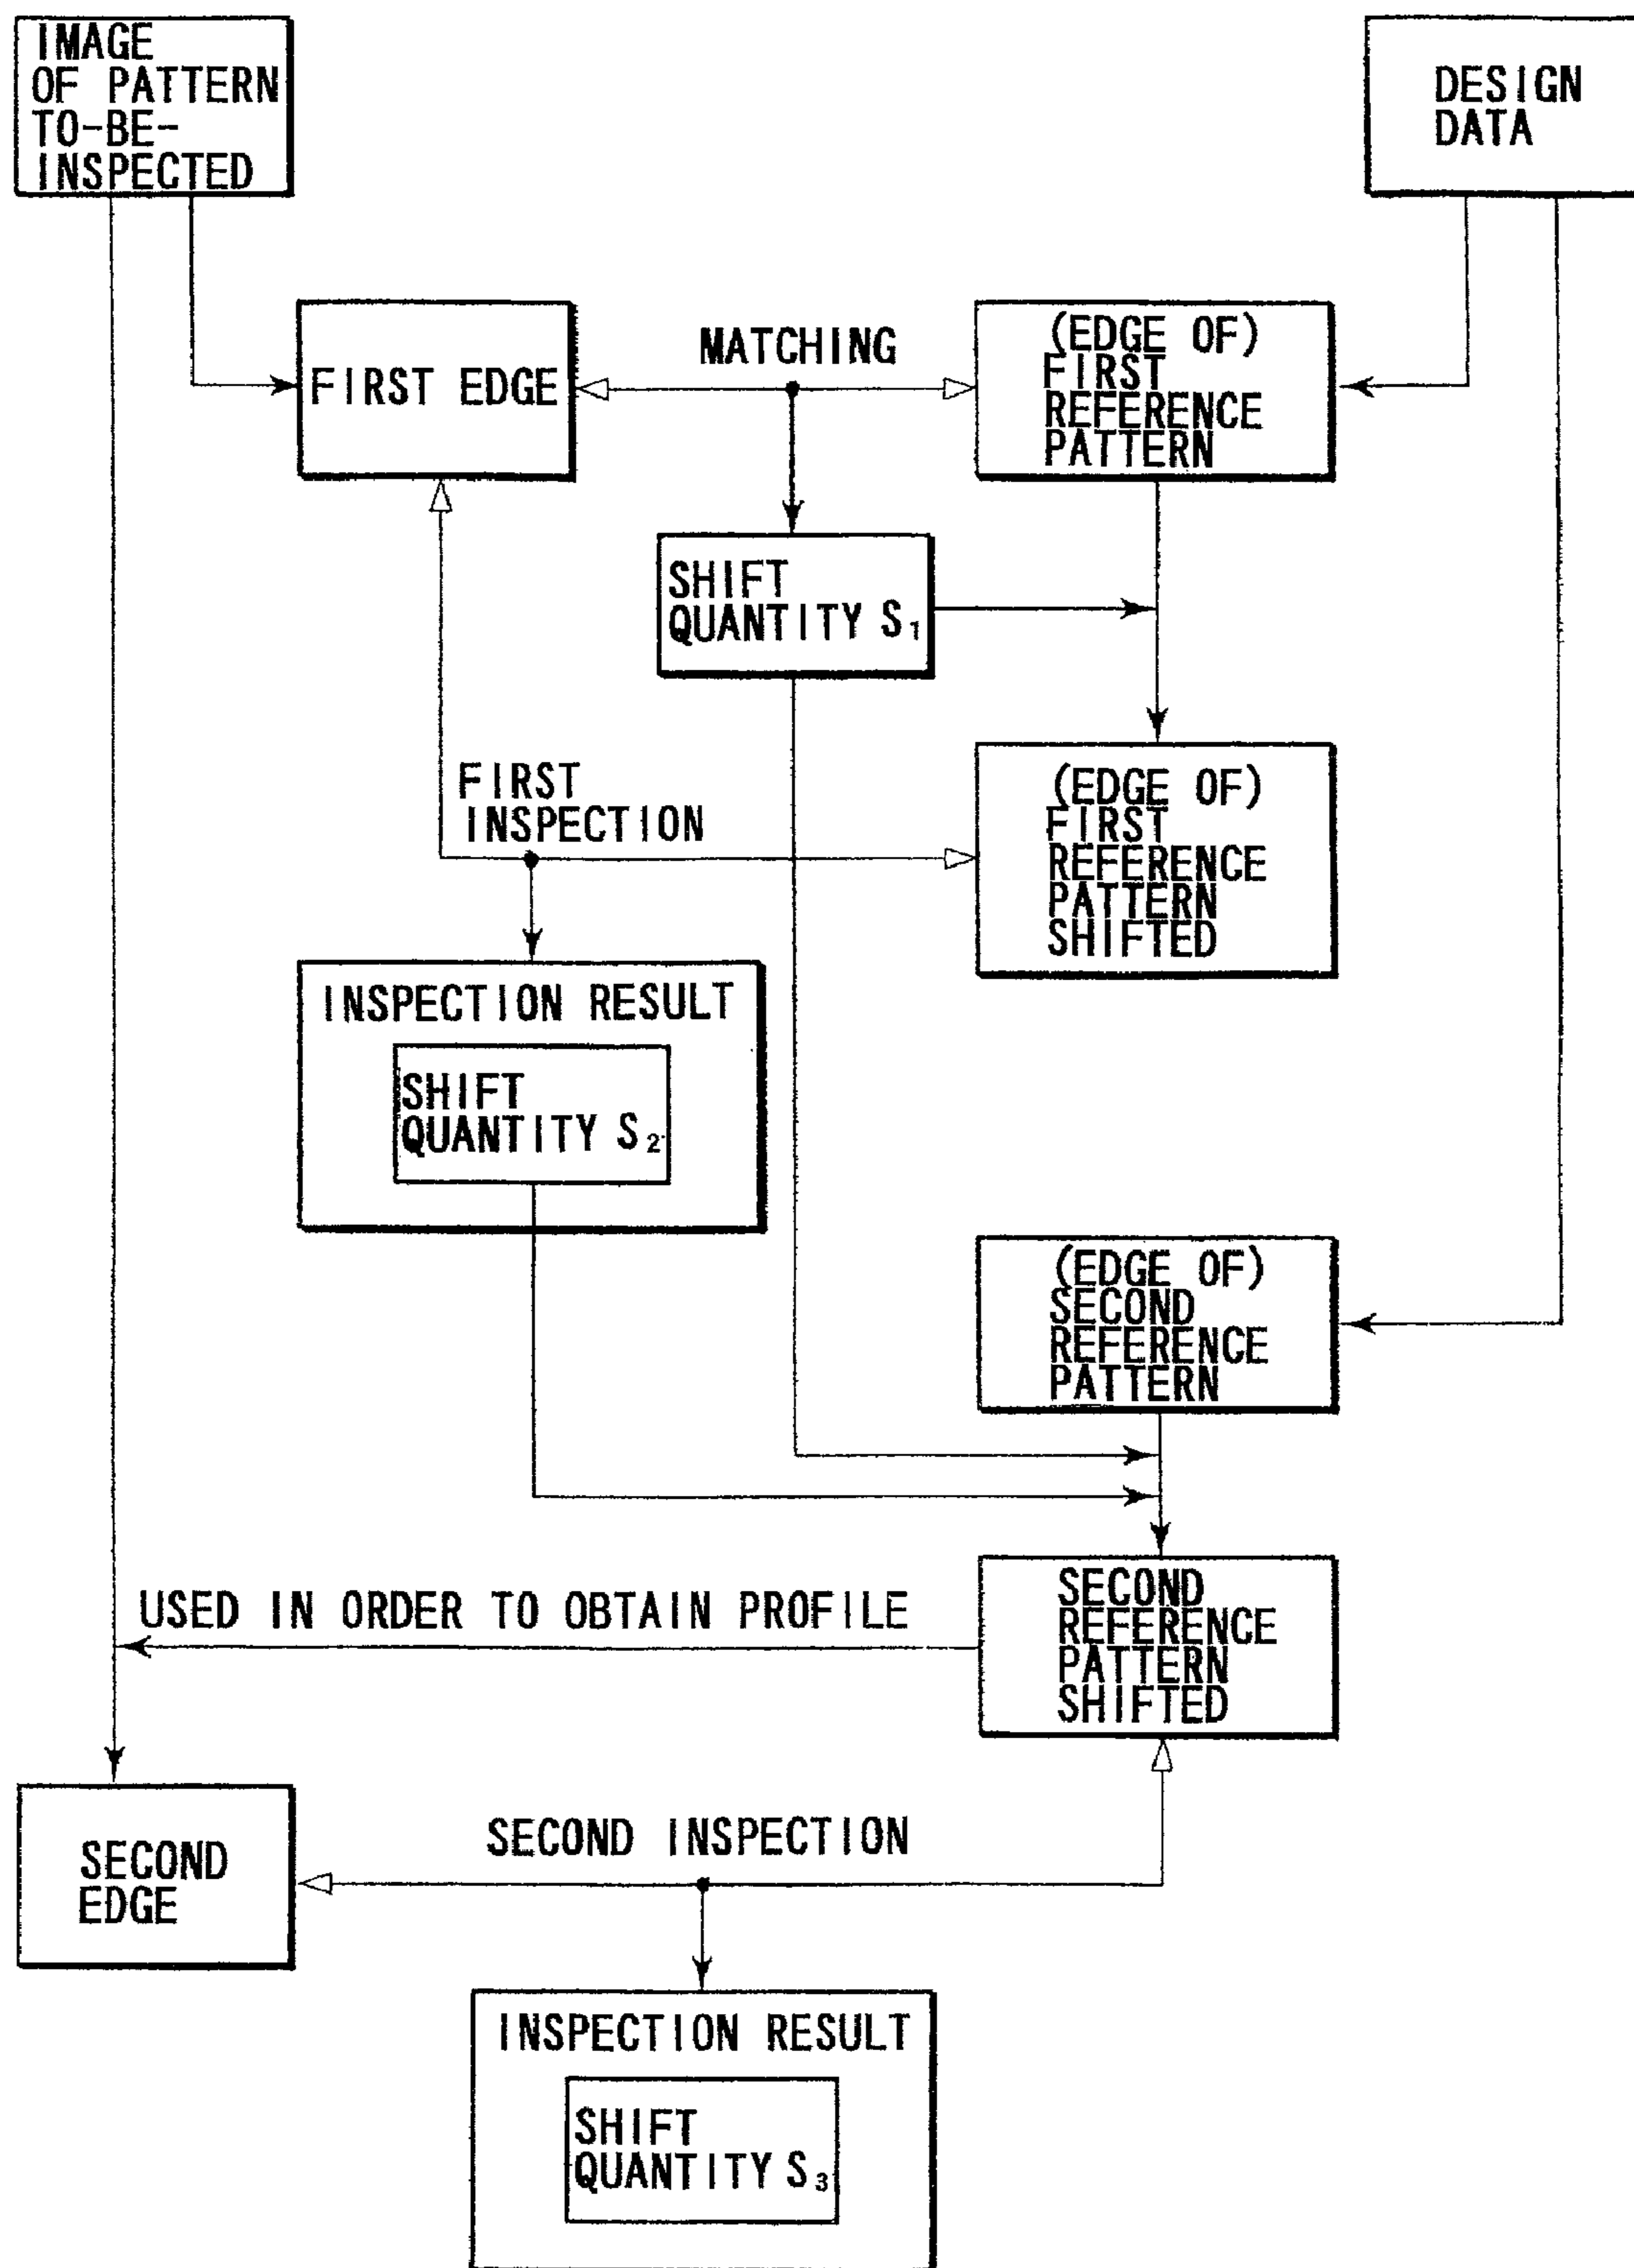 IMAGE
OF PATTERN
TO-BE-
INSPECTED
DESIGN
DATA
FIRST EDGE
MATCHING
(EDGE OF)
FIRST
REFERENCE
PATTERN
SHIFT
QUANTITY S₁
FIRST
INSPECTION
(EDGE OF)
FIRST
REFERENCE
PATTERN
SHIFTED
INSPECTION RESULT
SHIFT
QUANTITY S₂
(EDGE OF)
SECOND
REFERENCE
PATTERN
USED IN ORDER TO OBTAIN PROFILE
SECOND
REFERENCE
PATTERN
SHIFTED
SECOND
EDGE
SECOND INSPECTION
INSPECTION RESULT
SHIFT
QUANTITY S₃